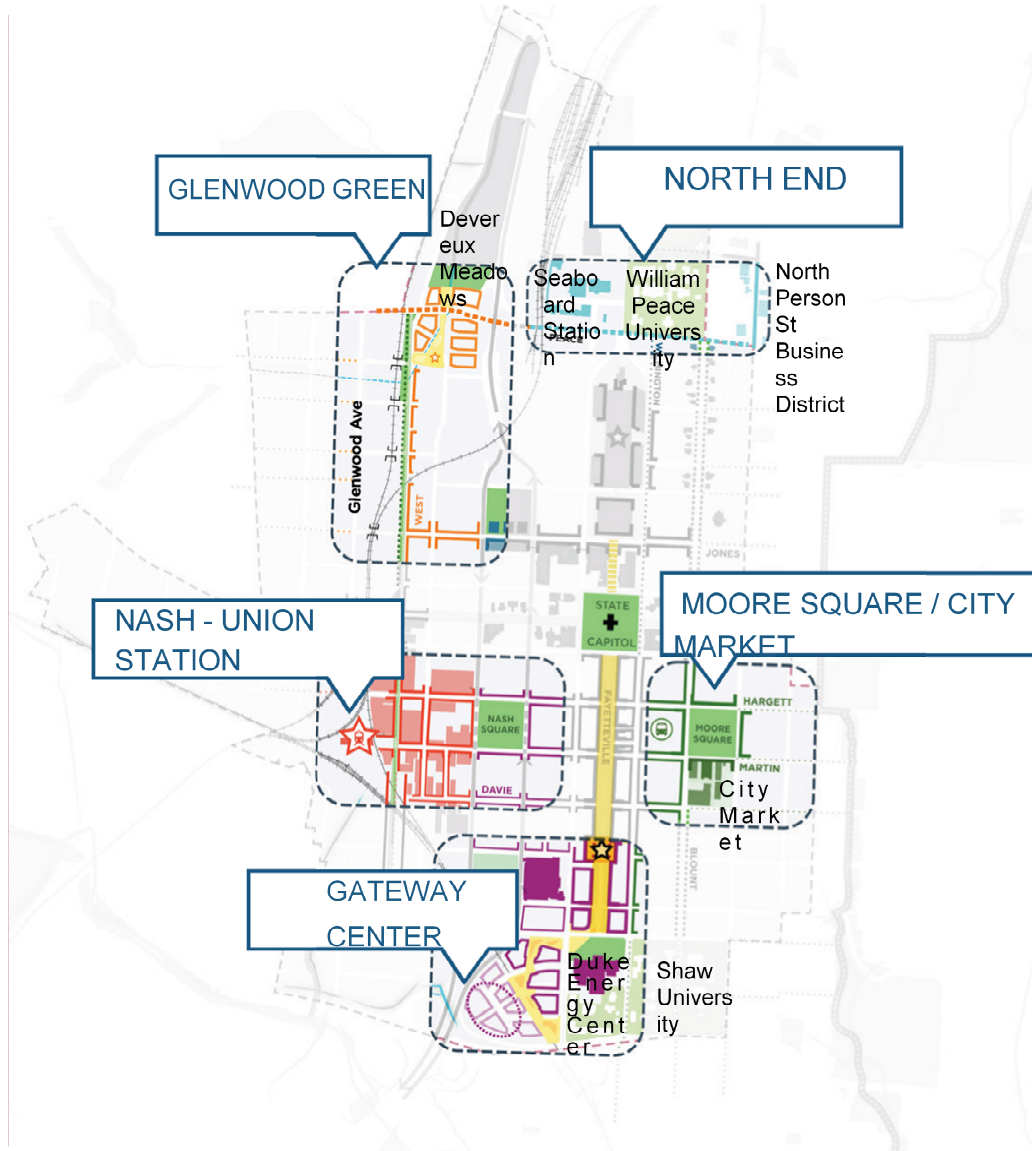 GLENWOOD GREEN
NORTH END
Dever
eux
Meado
ws
Seabo
ard
Statio
n
William
Peace
Univers
ity
North
Person
St
Busine
ss
District
PEACE
Glenwood Ave
WEST
JONES
STATE
CAPITOL
NASH - UNION
STATION
MOORE SQUARE / CITY
MARKET
HARGETT
FAYETTEVILLE
NASH
SQUARE
MOORE
SQUARE
MARTIN
DAVIE
City
Mark
et
BLOUNT
GATEWAY
CENTER
Duke
Ener
gy
Cent
er
Shaw
Univers
ity